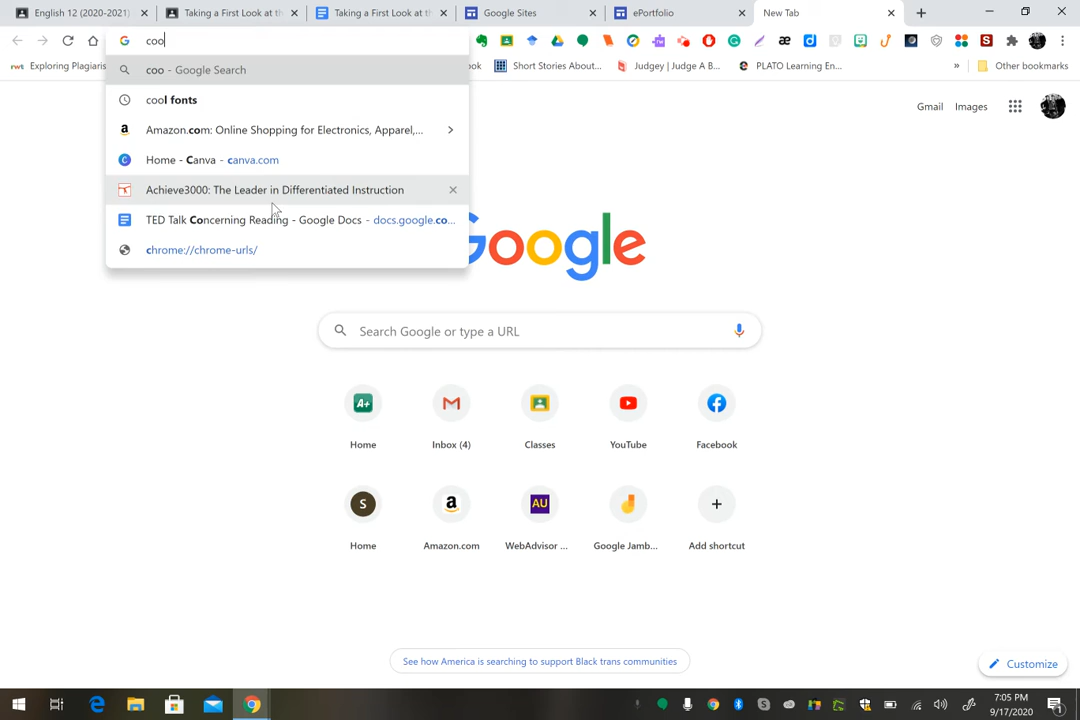 English 12 (2020-2021)
Taking a First Look at th
Taking a First Look at th
Google Sites
ePortfolio
New Tab
coo
rwt Exploring Plagiaris
ook
Short Stories About...
Judgey | Judge A B...
PLATO Learning En...
»
Other bookmarks
coo - Google Search
cool fonts
Amazon.com: Online Shopping for Electronics, Apparel,...
Home - Canva - canva.com
Achieve3000: The Leader in Differentiated Instruction
TED Talk Concerning Reading - Google Docs - docs.google.co...
chrome://chrome-urls/
Gmail Images
Google
Search Google or type a URL
A+
Home
Inbox (4)
Classes
YouTube
Facebook
S
Home
a
Amazon.com
AU
WebAdvisor ...
Google Jamb...
Add shortcut
See how America is searching to support Black trans communities
Customize
7:05 PM
9/17/2020